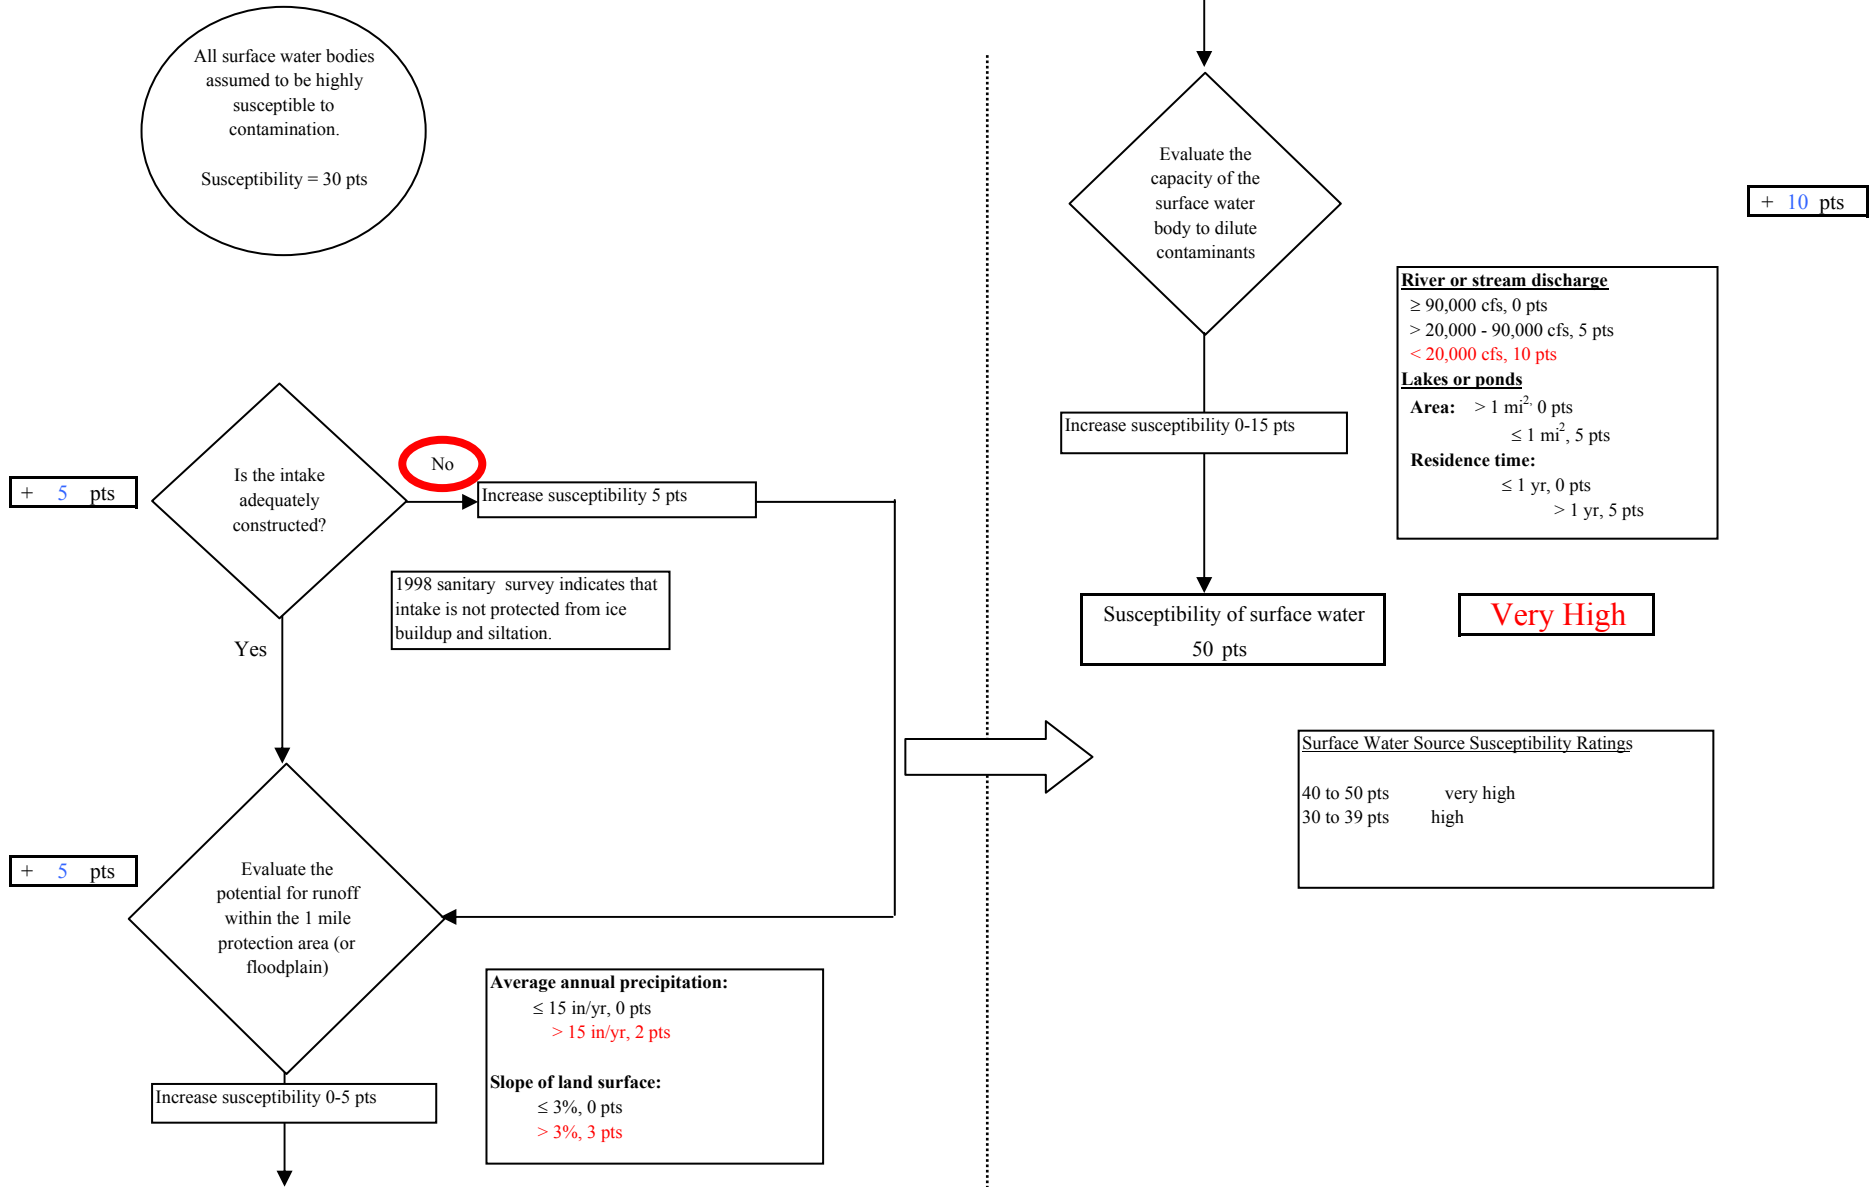 All surface water bodies
assumed to be highly
susceptible to
contamination.
Susceptibility = 30 pts
+ 5 pts
Is the intake
adequately
constructed?
No
Increase susceptibility 5 pts
1998 sanitary survey indicates that
intake is not protected from ice
buildup and siltation.
Yes
+ 5 pts
Evaluate the
potential for runoff
within the 1 mile
protection area (or
floodplain)
Average annual precipitation:
≤ 15 in/yr, 0 pts
> 15 in/yr, 2 pts
Slope of land surface:
≤ 3%, 0 pts
> 3%, 3 pts
Increase susceptibility 0-5 pts
Evaluate the
capacity of the
surface water
body to dilute
contaminants
+ 10 pts
River or stream discharge
≥ 90,000 cfs, 0 pts
> 20,000 - 90,000 cfs, 5 pts
< 20,000 cfs, 10 pts
Lakes or ponds
Area: > 1 mi², 0 pts
≤ 1 mi², 5 pts
Residence time:
≤ 1 yr, 0 pts
> 1 yr, 5 pts
Increase susceptibility 0-15 pts
Susceptibility of surface water
50 pts
Very High
Surface Water Source Susceptibility Ratings
40 to 50 pts very high
30 to 39 pts high